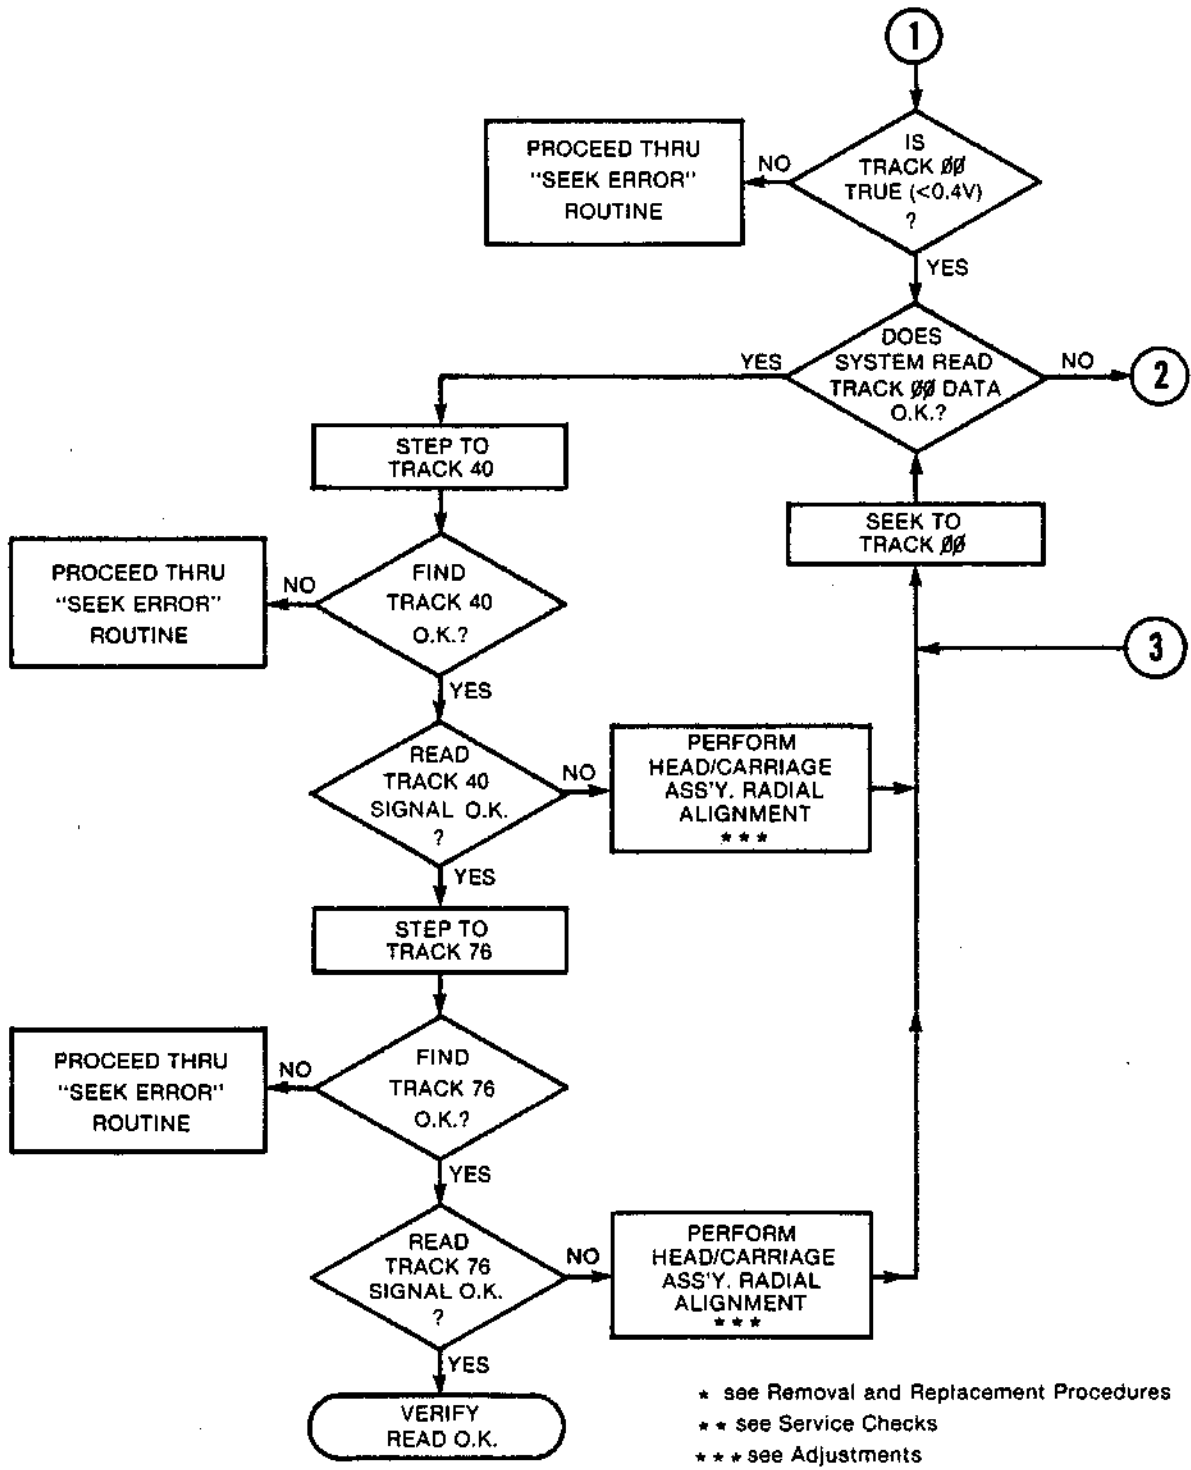 1
IS
TRACK ØØ
TRUE (<0.4V)
?
NO
PROCEED THRU
"SEEK ERROR"
ROUTINE
YES
DOES
SYSTEM READ
TRACK ØØ DATA
O.K.?
YES
NO
2
STEP TO
TRACK 40
SEEK TO
TRACK ØØ
FIND
TRACK 40
O.K.?
NO
PROCEED THRU
"SEEK ERROR"
ROUTINE
3
YES
READ
TRACK 40
SIGNAL O.K.
?
NO
PERFORM
HEAD/CARRIAGE
ASS'Y. RADIAL
ALIGNMENT
***
YES
STEP TO
TRACK 76
FIND
TRACK 76
O.K.?
NO
PROCEED THRU
"SEEK ERROR"
ROUTINE
YES
READ
TRACK 76
SIGNAL O.K.
?
NO
PERFORM
HEAD/CARRIAGE
ASS'Y. RADIAL
ALIGNMENT
***
YES
VERIFY
READ O.K.
* see Removal and Replacement Procedures
** see Service Checks
*** see Adjustments